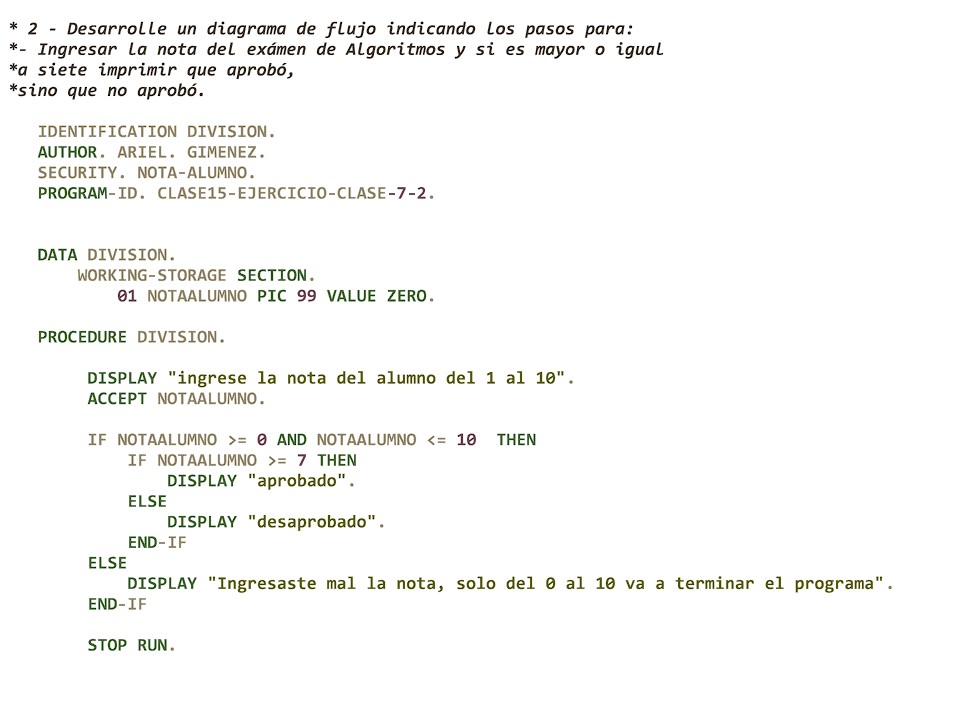 * 2 - Desarrolle un diagrama de flujo indicando los pasos para:
*- Ingresar la nota del exámen de Algoritmos y si es mayor o igual
*a siete imprimir que aprobó,
*sino que no aprobó.
IDENTIFICATION DIVISION.
AUTHOR. ARIEL. GIMENEZ.
SECURITY. NOTA-ALUMNO.
PROGRAM-ID. CLASE15-EJERCICIO-CLASE-7-2.
DATA DIVISION.
WORKING-STORAGE SECTION.
01 NOTAALUMNO PIC 99 VALUE ZERO.
PROCEDURE DIVISION.
DISPLAY "ingrese la nota del alumno del 1 al 10".
ACCEPT NOTAALUMNO.
IF NOTAALUMNO >= 0 AND NOTAALUMNO <= 10  THEN
IF NOTAALUMNO >= 7 THEN
DISPLAY "aprobado".
ELSE
DISPLAY "desaprobado".
END-IF
ELSE
DISPLAY "Ingresaste mal la nota, solo del 0 al 10 va a terminar el programa".
END-IF
STOP RUN.